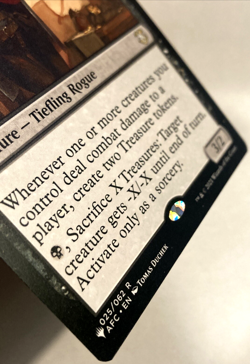 ure — Tiefling Rogue
Whenever one or more creatures you
control deal combat damage to a
player, create two Treasure tokens.
, Sacrifice X Treasures: Target
creature gets -X/-X until end of turn.
Activate only as a sorcery.
3/2
025/062 R
AFC • EN TOMAS DUCHEK